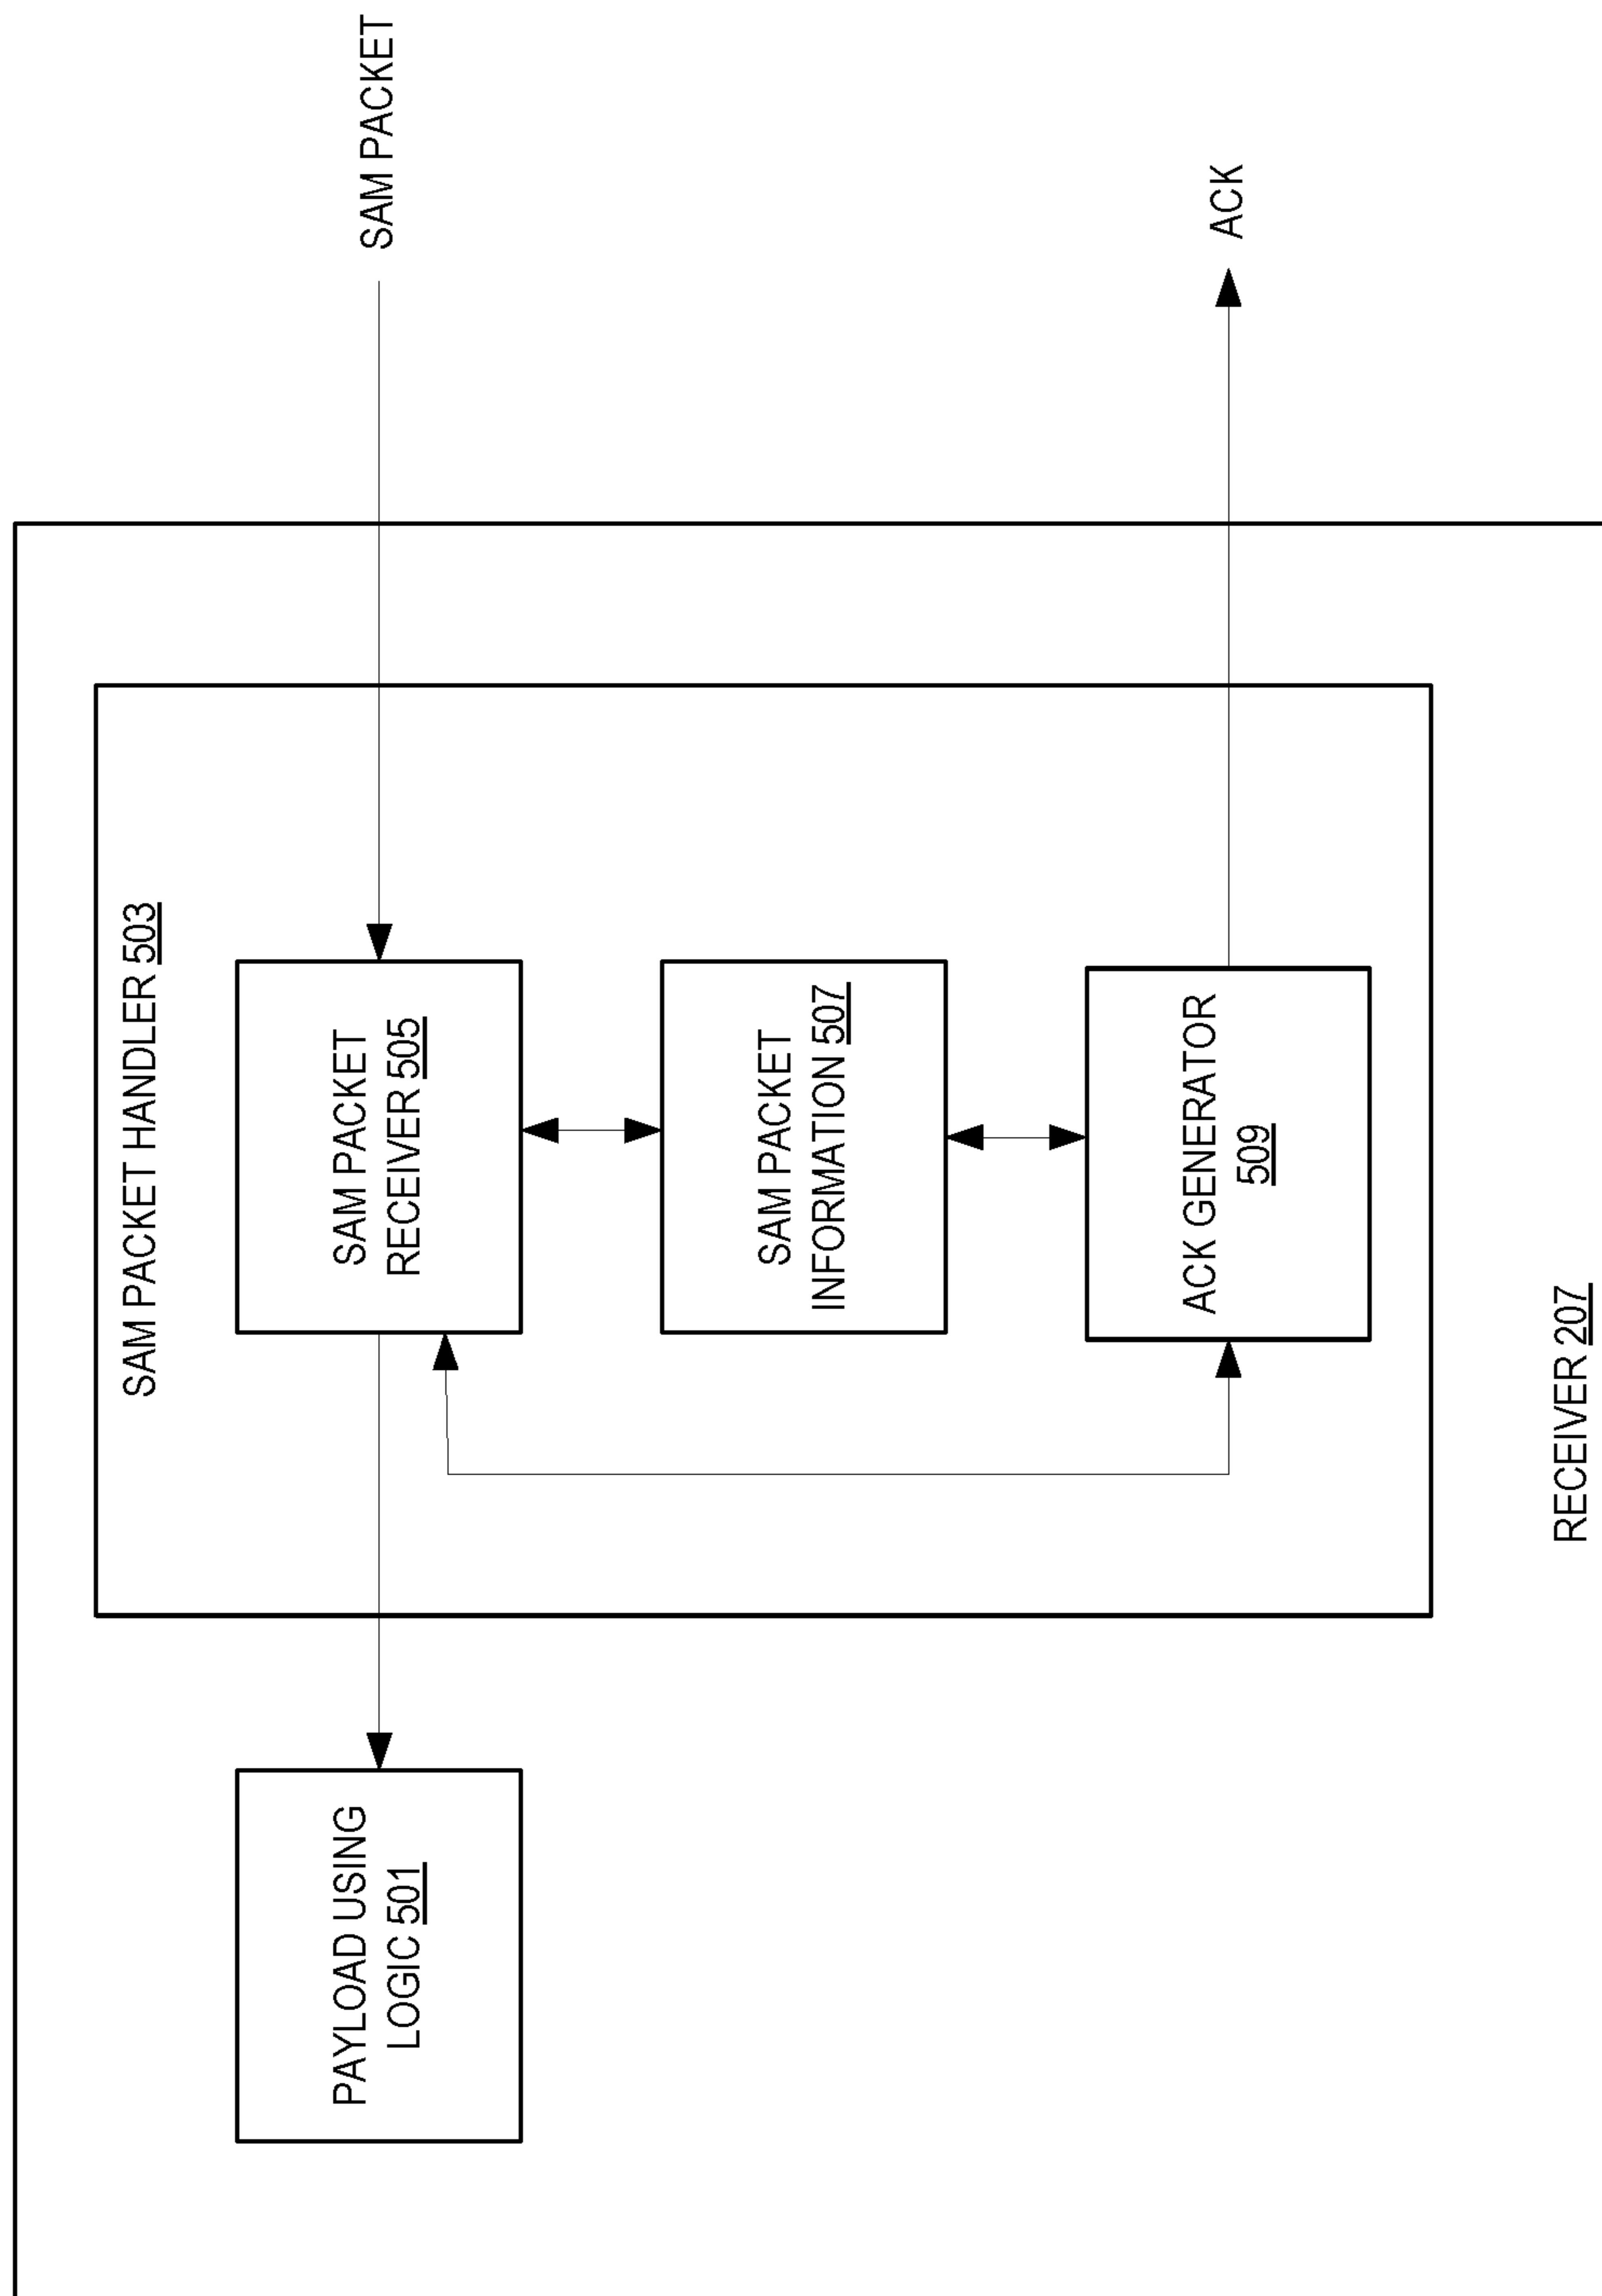 SAM PACKET HANDLER 503
PAYLOAD USING
LOGIC 501
SAM PACKET
RECEIVER 505
SAM PACKET
SAM PACKET
INFORMATION 507
ACK GENERATOR
509
ACK
RECEIVER 207